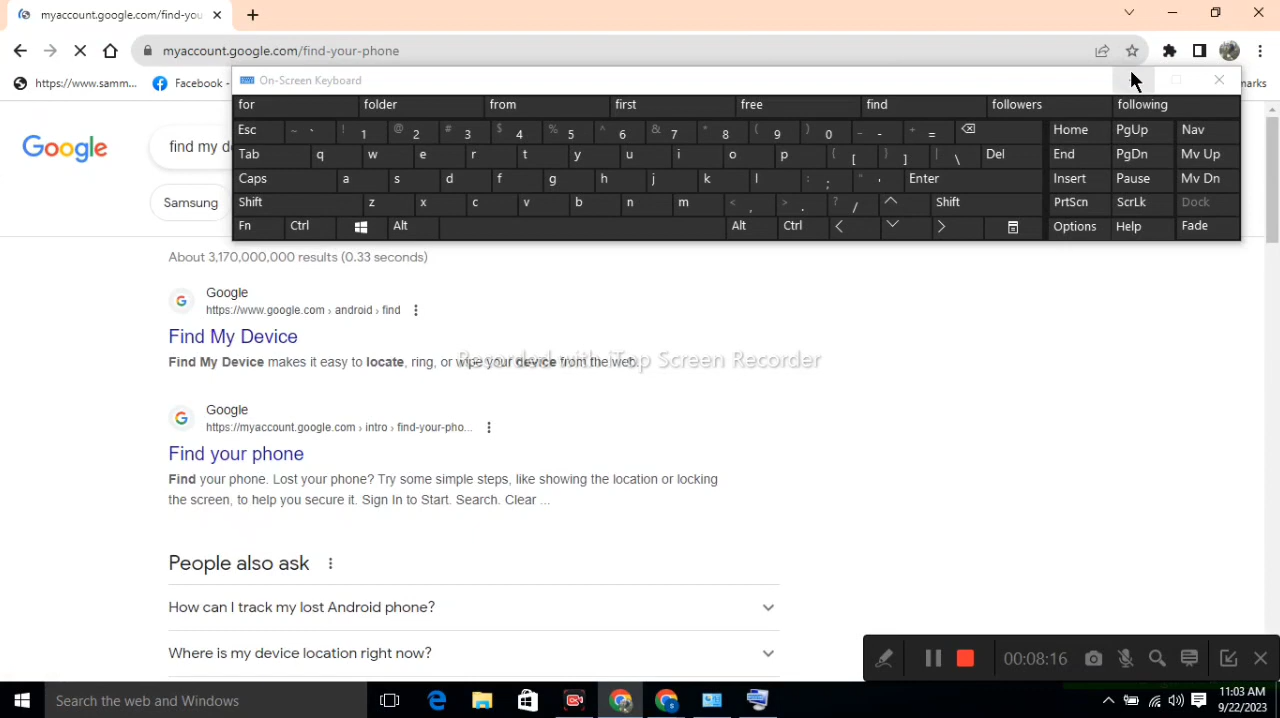 myaccount.google.com/find-you
myaccount.google.com/find-your-phone
https://www.samm...
Facebook -
marks
On-Screen Keyboard
for folder from first free find followers following
Esc ~ ` ! 1 @ 2 # 3 $ 4 % 5 ^ 6 & 7 * 8 ( 9 ) 0 _ - + = Home PgUp Nav
Tab q w e r t y u i o p { [ } ] | \ Del End PgDn Mv Up
Caps a s d f g h j k l : ; " ' Enter Insert Pause Mv Dn
Shift z x c v b n m < , > . ? / Shift PrtScn ScrLk Dock
Fn Ctrl Alt Alt Ctrl Options Help Fade
Google
find my d
Samsung
About 3,170,000,000 results (0.33 seconds)
Google
https://www.google.com › android › find
Find My Device
Find My Device makes it easy to locate, ring, or wipe your device from the web.
Recorded with iTop Screen Recorder
Google
https://myaccount.google.com › intro › find-your-pho...
Find your phone
Find your phone. Lost your phone? Try some simple steps, like showing the location or locking
the screen, to help you secure it. Sign In to Start. Search. Clear ...
People also ask
How can I track my lost Android phone?
Where is my device location right now?
00:08:16
Search the web and Windows
11:03 AM
9/22/2023